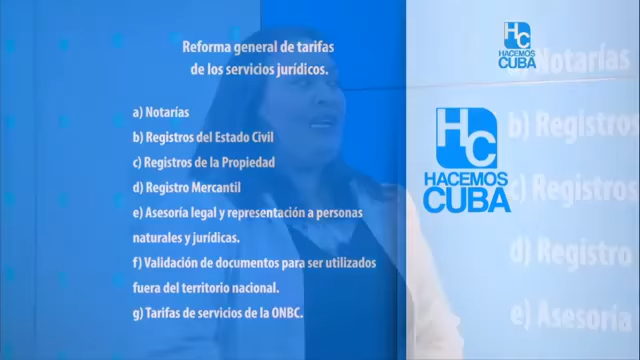 Reforma general de tarifas
de los servicios jurídicos.
a) Notarías
b) Registros del Estado Civil
c) Registros de la Propiedad
d) Registro Mercantil
e) Asesoría legal y representación a personas
naturales y jurídicas.
f) Validación de documentos para ser utilizados
fuera del territorio nacional.
g) Tarifas de servicios de la ONBC.
HC
HACEMOS
CUBA
HC
HACEMOS
CUBA
Notarías
b) Registros
c) Registros
d) Registro
e) Asesoría